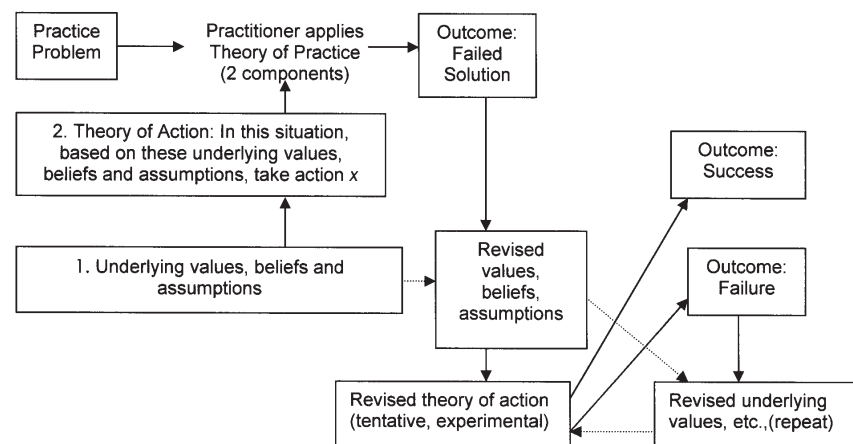 Practice
Problem
Practitioner applies
Theory of Practice
(2 components)
Outcome:
Failed
Solution
2. Theory of Action: In this situation,
based on these underlying values,
beliefs and assumptions, take action x
Outcome:
Success
1. Underlying values, beliefs and
assumptions
Revised
values,
beliefs,
assumptions
Outcome:
Failure
Revised theory of action
(tentative, experimental)
Revised underlying
values, etc.,(repeat)